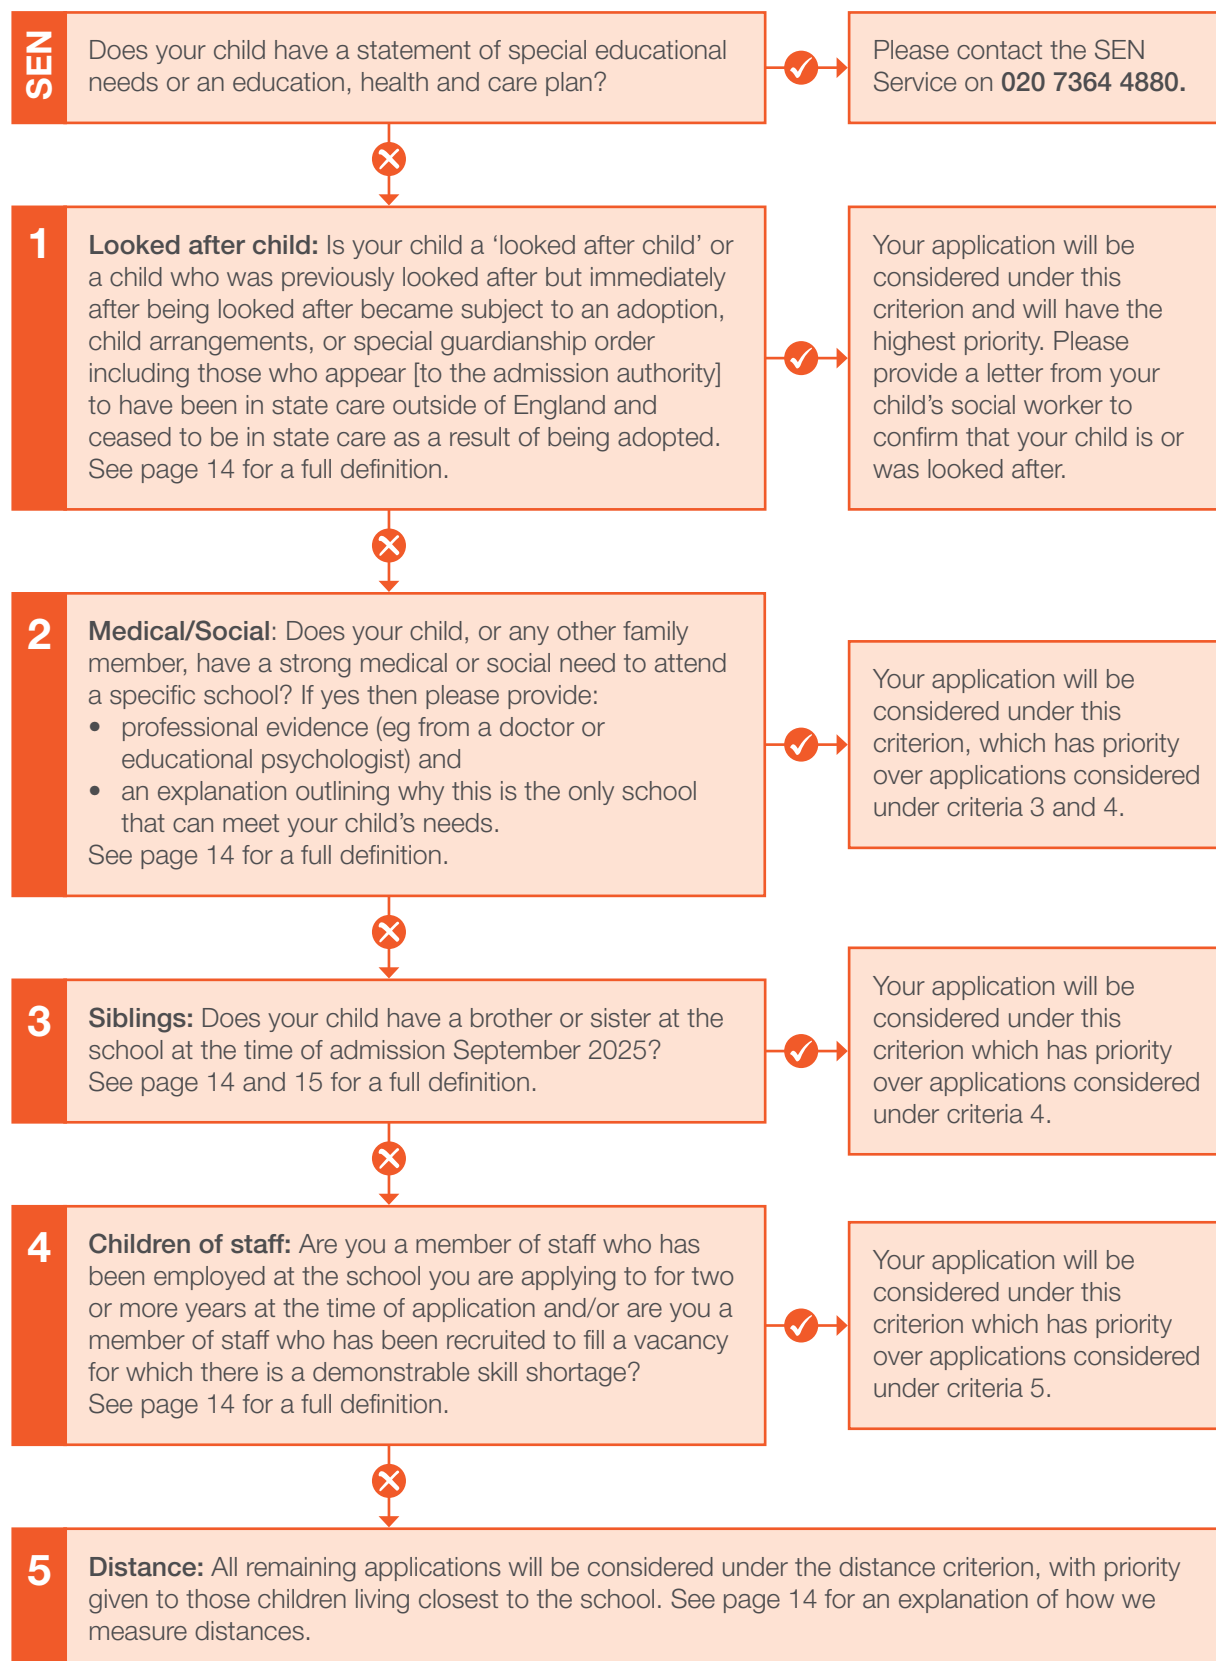 SEN
Does your child have a statement of special educational
needs or an education, health and care plan?
Please contact the SEN
Service on 020 7364 4880.
1
Looked after child: Is your child a ‘looked after child’ or
a child who was previously looked after but immediately
after being looked after became subject to an adoption,
child arrangements, or special guardianship order
including those who appear [to the admission authority]
to have been in state care outside of England and
ceased to be in state care as a result of being adopted.
See page 14 for a full definition.
Your application will be
considered under this
criterion and will have the
highest priority. Please
provide a letter from your
child’s social worker to
confirm that your child is or
was looked after.
2
Medical/Social: Does your child, or any other family
member, have a strong medical or social need to attend
a specific school? If yes then please provide:
• professional evidence (eg from a doctor or
educational psychologist) and
• an explanation outlining why this is the only school
that can meet your child’s needs.
See page 14 for a full definition.
Your application will be
considered under this
criterion, which has priority
over applications considered
under criteria 3 and 4.
3
Siblings: Does your child have a brother or sister at the
school at the time of admission September 2025?
See page 14 and 15 for a full definition.
Your application will be
considered under this
criterion which has priority
over applications considered
under criteria 4.
4
Children of staff: Are you a member of staff who has
been employed at the school you are applying to for two
or more years at the time of application and/or are you a
member of staff who has been recruited to fill a vacancy
for which there is a demonstrable skill shortage?
See page 14 for a full definition.
Your application will be
considered under this
criterion which has priority
over applications considered
under criteria 5.
5
Distance: All remaining applications will be considered under the distance criterion, with priority
given to those children living closest to the school. See page 14 for an explanation of how we
measure distances.